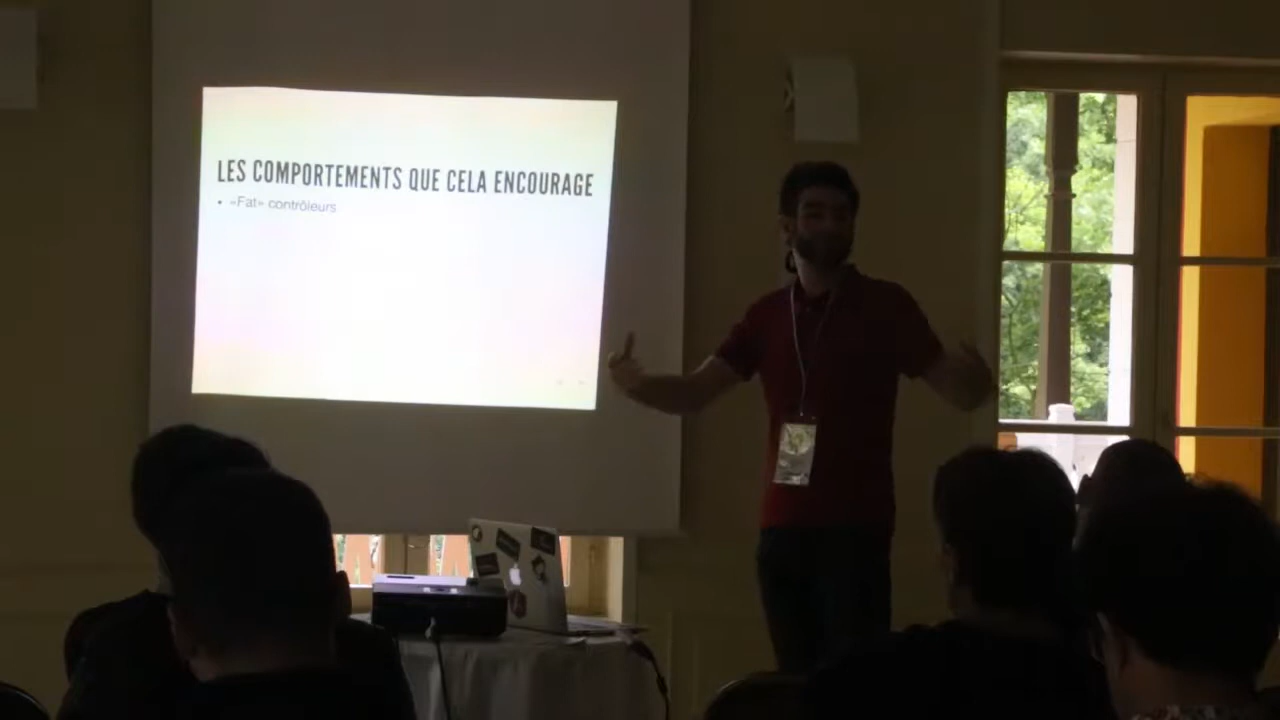 LES COMPORTEMENTS QUE CELA ENCOURAGE
• «Fat» contrôleurs